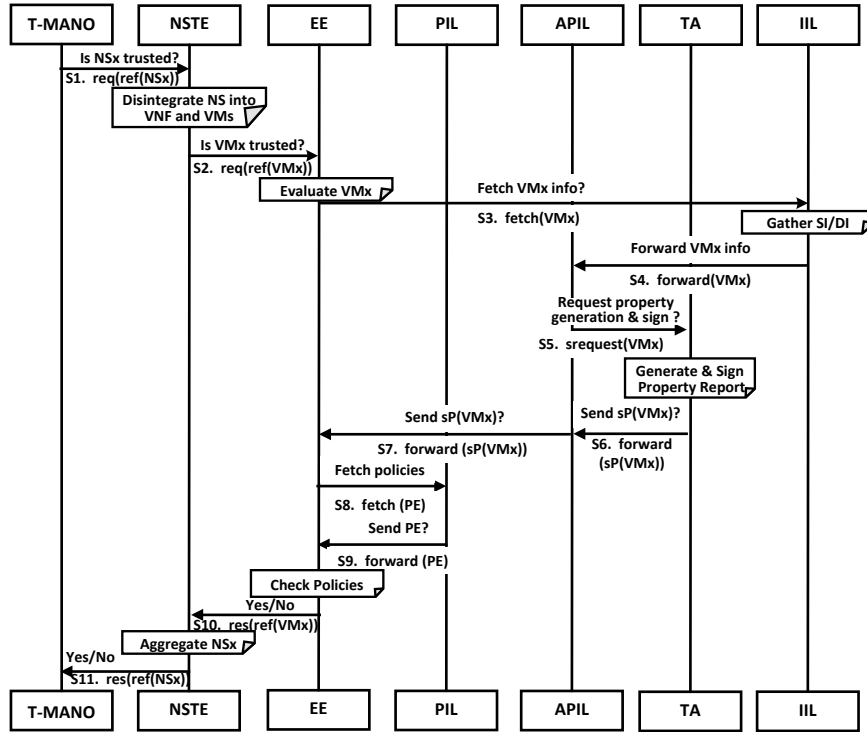 T-MANO NSTE EE PIL APIL TA IIL
Is NSx trusted?
S1. req(ref(NSx))
Disintegrate NS into
VNF and VMs
Is VMx trusted?
S2. req(ref(VMx))
Evaluate VMx
Fetch VMx info?
S3. fetch(VMx)
Gather SI/DI
Forward VMx info
S4. forward(VMx)
Request property
generation & sign ?
S5. srequest(VMx)
Generate & Sign
Property Report
Send sP(VMx)?
S6. forward
(sP(VMx))
Send sP(VMx)?
S7. forward (sP(VMx))
Fetch policies
S8. fetch (PE)
Send PE?
S9. forward (PE)
Check Policies
Yes/No
S10. res(ref(VMx))
Aggregate NSx
Yes/No
S11. res(ref(NSx))
T-MANO NSTE EE PIL APIL TA IIL